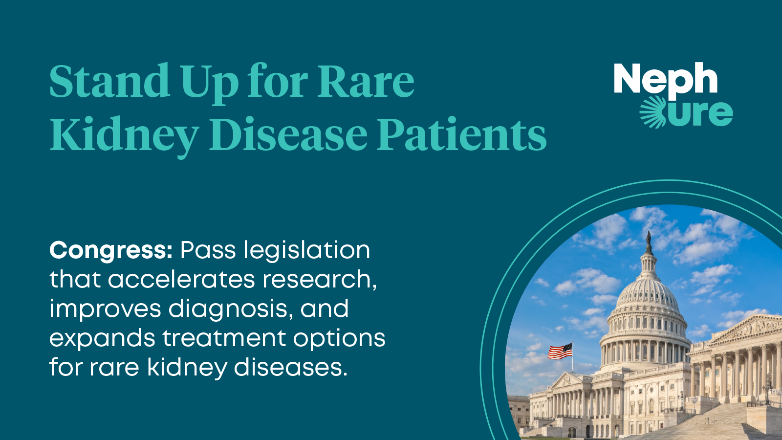 Stand Up for Rare
Kidney Disease Patients
Neph
Cure
Congress: Pass legislation
that accelerates research,
improves diagnosis, and
expands treatment options
for rare kidney diseases.